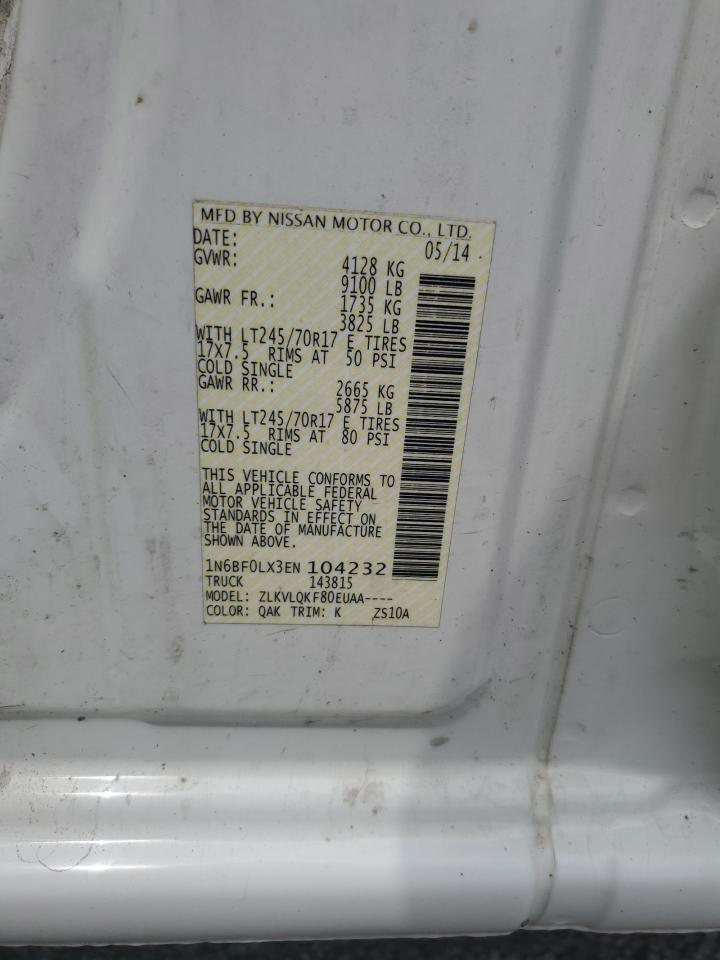 MFD BY NISSAN MOTOR CO., LTD.
DATE: 05/14
GVWR: 4128 KG
9100 LB
GAWR FR.: 1735 KG
3825 LB
WITH LT245/70R17 E TIRES
17X7.5 RIMS AT 50 PSI
COLD SINGLE
GAWR RR.: 2665 KG
5875 LB
WITH LT245/70R17 E TIRES
17X7.5 RIMS AT 80 PSI
COLD SINGLE
THIS VEHICLE CONFORMS TO
ALL APPLICABLE FEDERAL
MOTOR VEHICLE SAFETY
STANDARDS IN EFFECT ON
THE DATE OF MANUFACTURE
SHOWN ABOVE.
1N6BF0LX3EN 104232
TRUCK 143815
MODEL: ZLKVLQKF80EUAA----
COLOR: QAK TRIM: K ZS10A